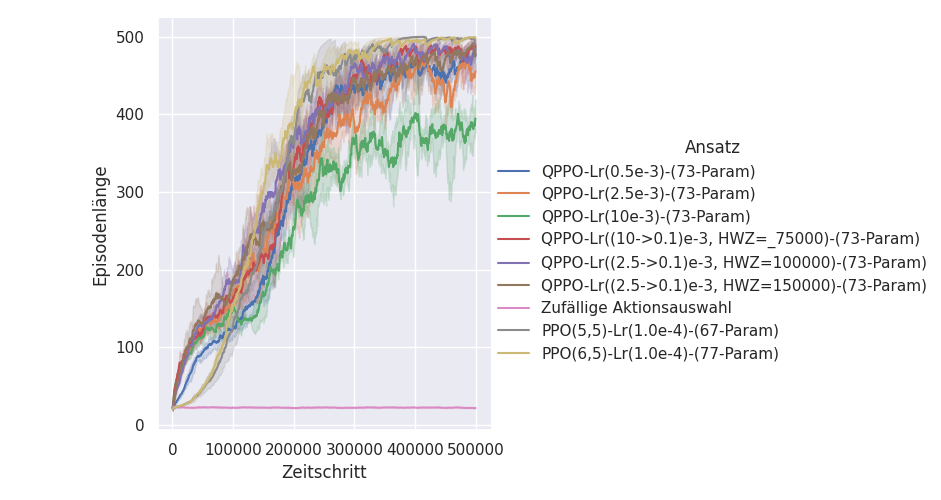 500
400
300
200
100
0
Episodenlänge
0 100000 200000 300000 400000 500000
Zeitschritt
Ansatz
QPPO-Lr(0.5e-3)-(73-Param)
QPPO-Lr(2.5e-3)-(73-Param)
QPPO-Lr(10e-3)-(73-Param)
QPPO-Lr((10->0.1)e-3, HWZ=_75000)-(73-Param)
QPPO-Lr((2.5->0.1)e-3, HWZ=100000)-(73-Param)
QPPO-Lr((2.5->0.1)e-3, HWZ=150000)-(73-Param)
Zufällige Aktionsauswahl
PPO(5,5)-Lr(1.0e-4)-(67-Param)
PPO(6,5)-Lr(1.0e-4)-(77-Param)